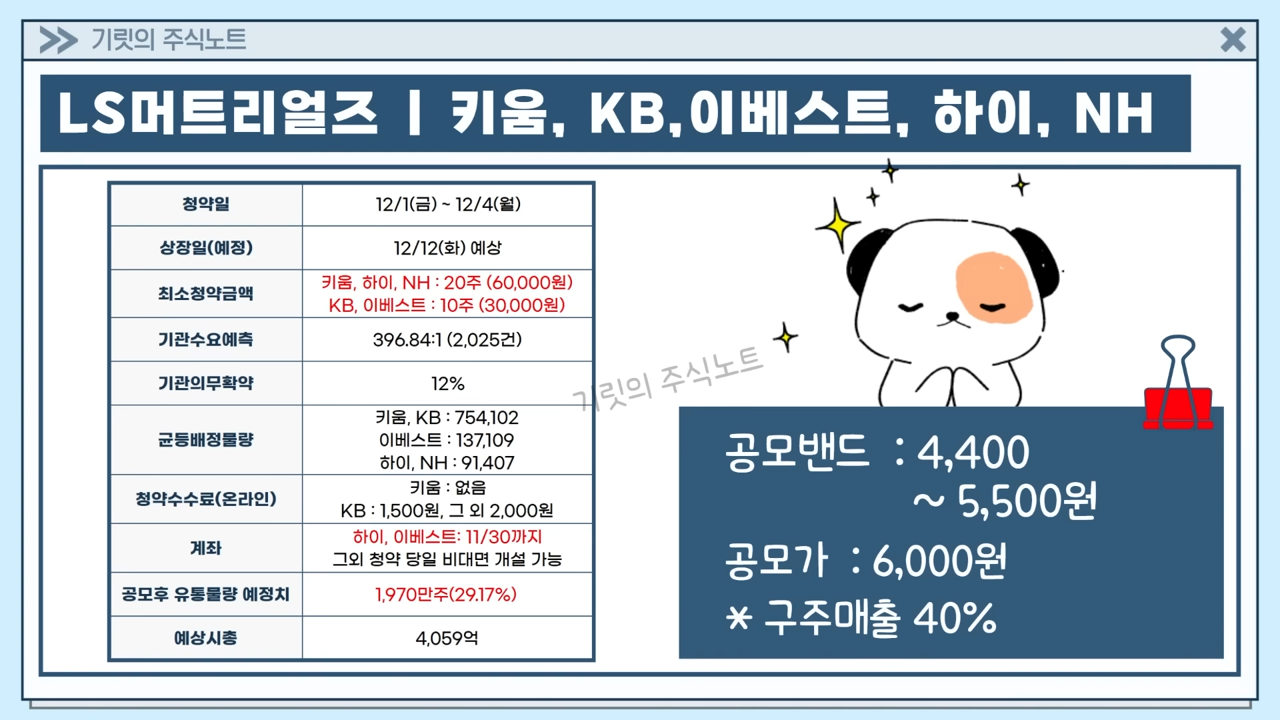 기릿의 주식노트
LS머트리얼즈 | 키움, KB,이베스트, 하이, NH
청약일
12/1(금) ~ 12/4(월)
상장일(예정)
12/12(화) 예상
최소청약금액
키움, 하이, NH : 20주 (60,000원)
KB, 이베스트 : 10주 (30,000원)
기관수요예측
396.84:1 (2,025건)
기관의무확약
12%
균등배정물량
키움, KB : 754,102
이베스트 : 137,109
하이, NH : 91,407
청약수수료(온라인)
키움 : 없음
KB : 1,500원, 그 외 2,000원
계좌
하이, 이베스트: 11/30까지
그외 청약 당일 비대면 개설 가능
공모후 유통물량 예정치
1,970만주(29.17%)
예상시총
4,059억
기릿의 주식노트
공모밴드 : 4,400
~ 5,500원
공모가 : 6,000원
* 구주매출 40%